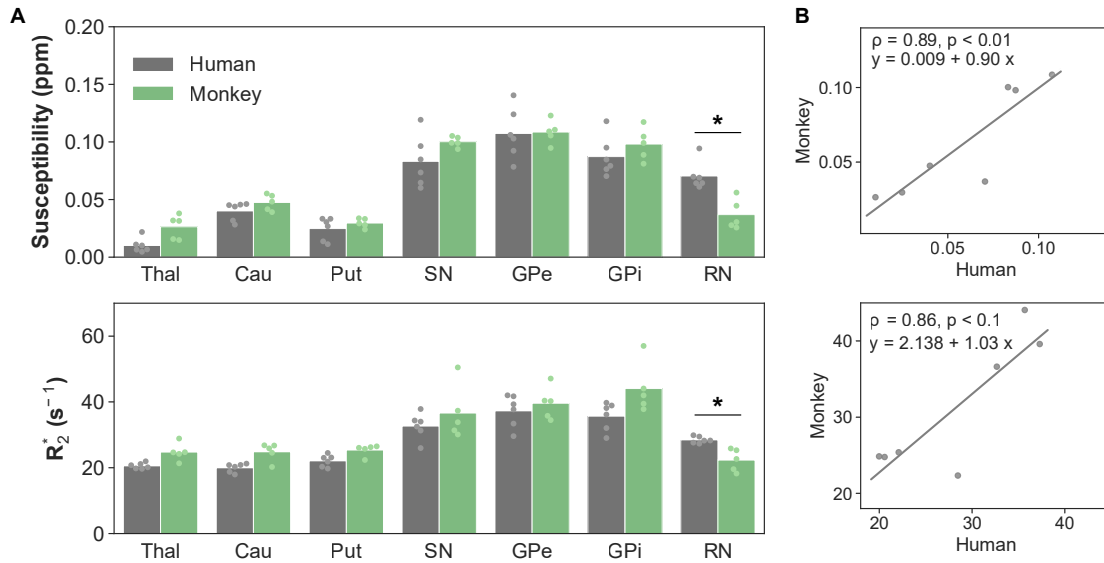 A
Susceptibility (ppm)
0.20
0.15
0.10
0.05
0.00
Human
Monkey
*
Thal Cau Put SN GPe GPi RN
R2* (s−1)
60
40
20
0
*
Thal Cau Put SN GPe GPi RN
B
ρ = 0.89, p < 0.01
y = 0.009 + 0.90 x
Monkey
0.10
0.05
0.05 0.10
Human
ρ = 0.86, p < 0.1
y = 2.138 + 1.03 x
Monkey
40
30
20
20 30 40
Human